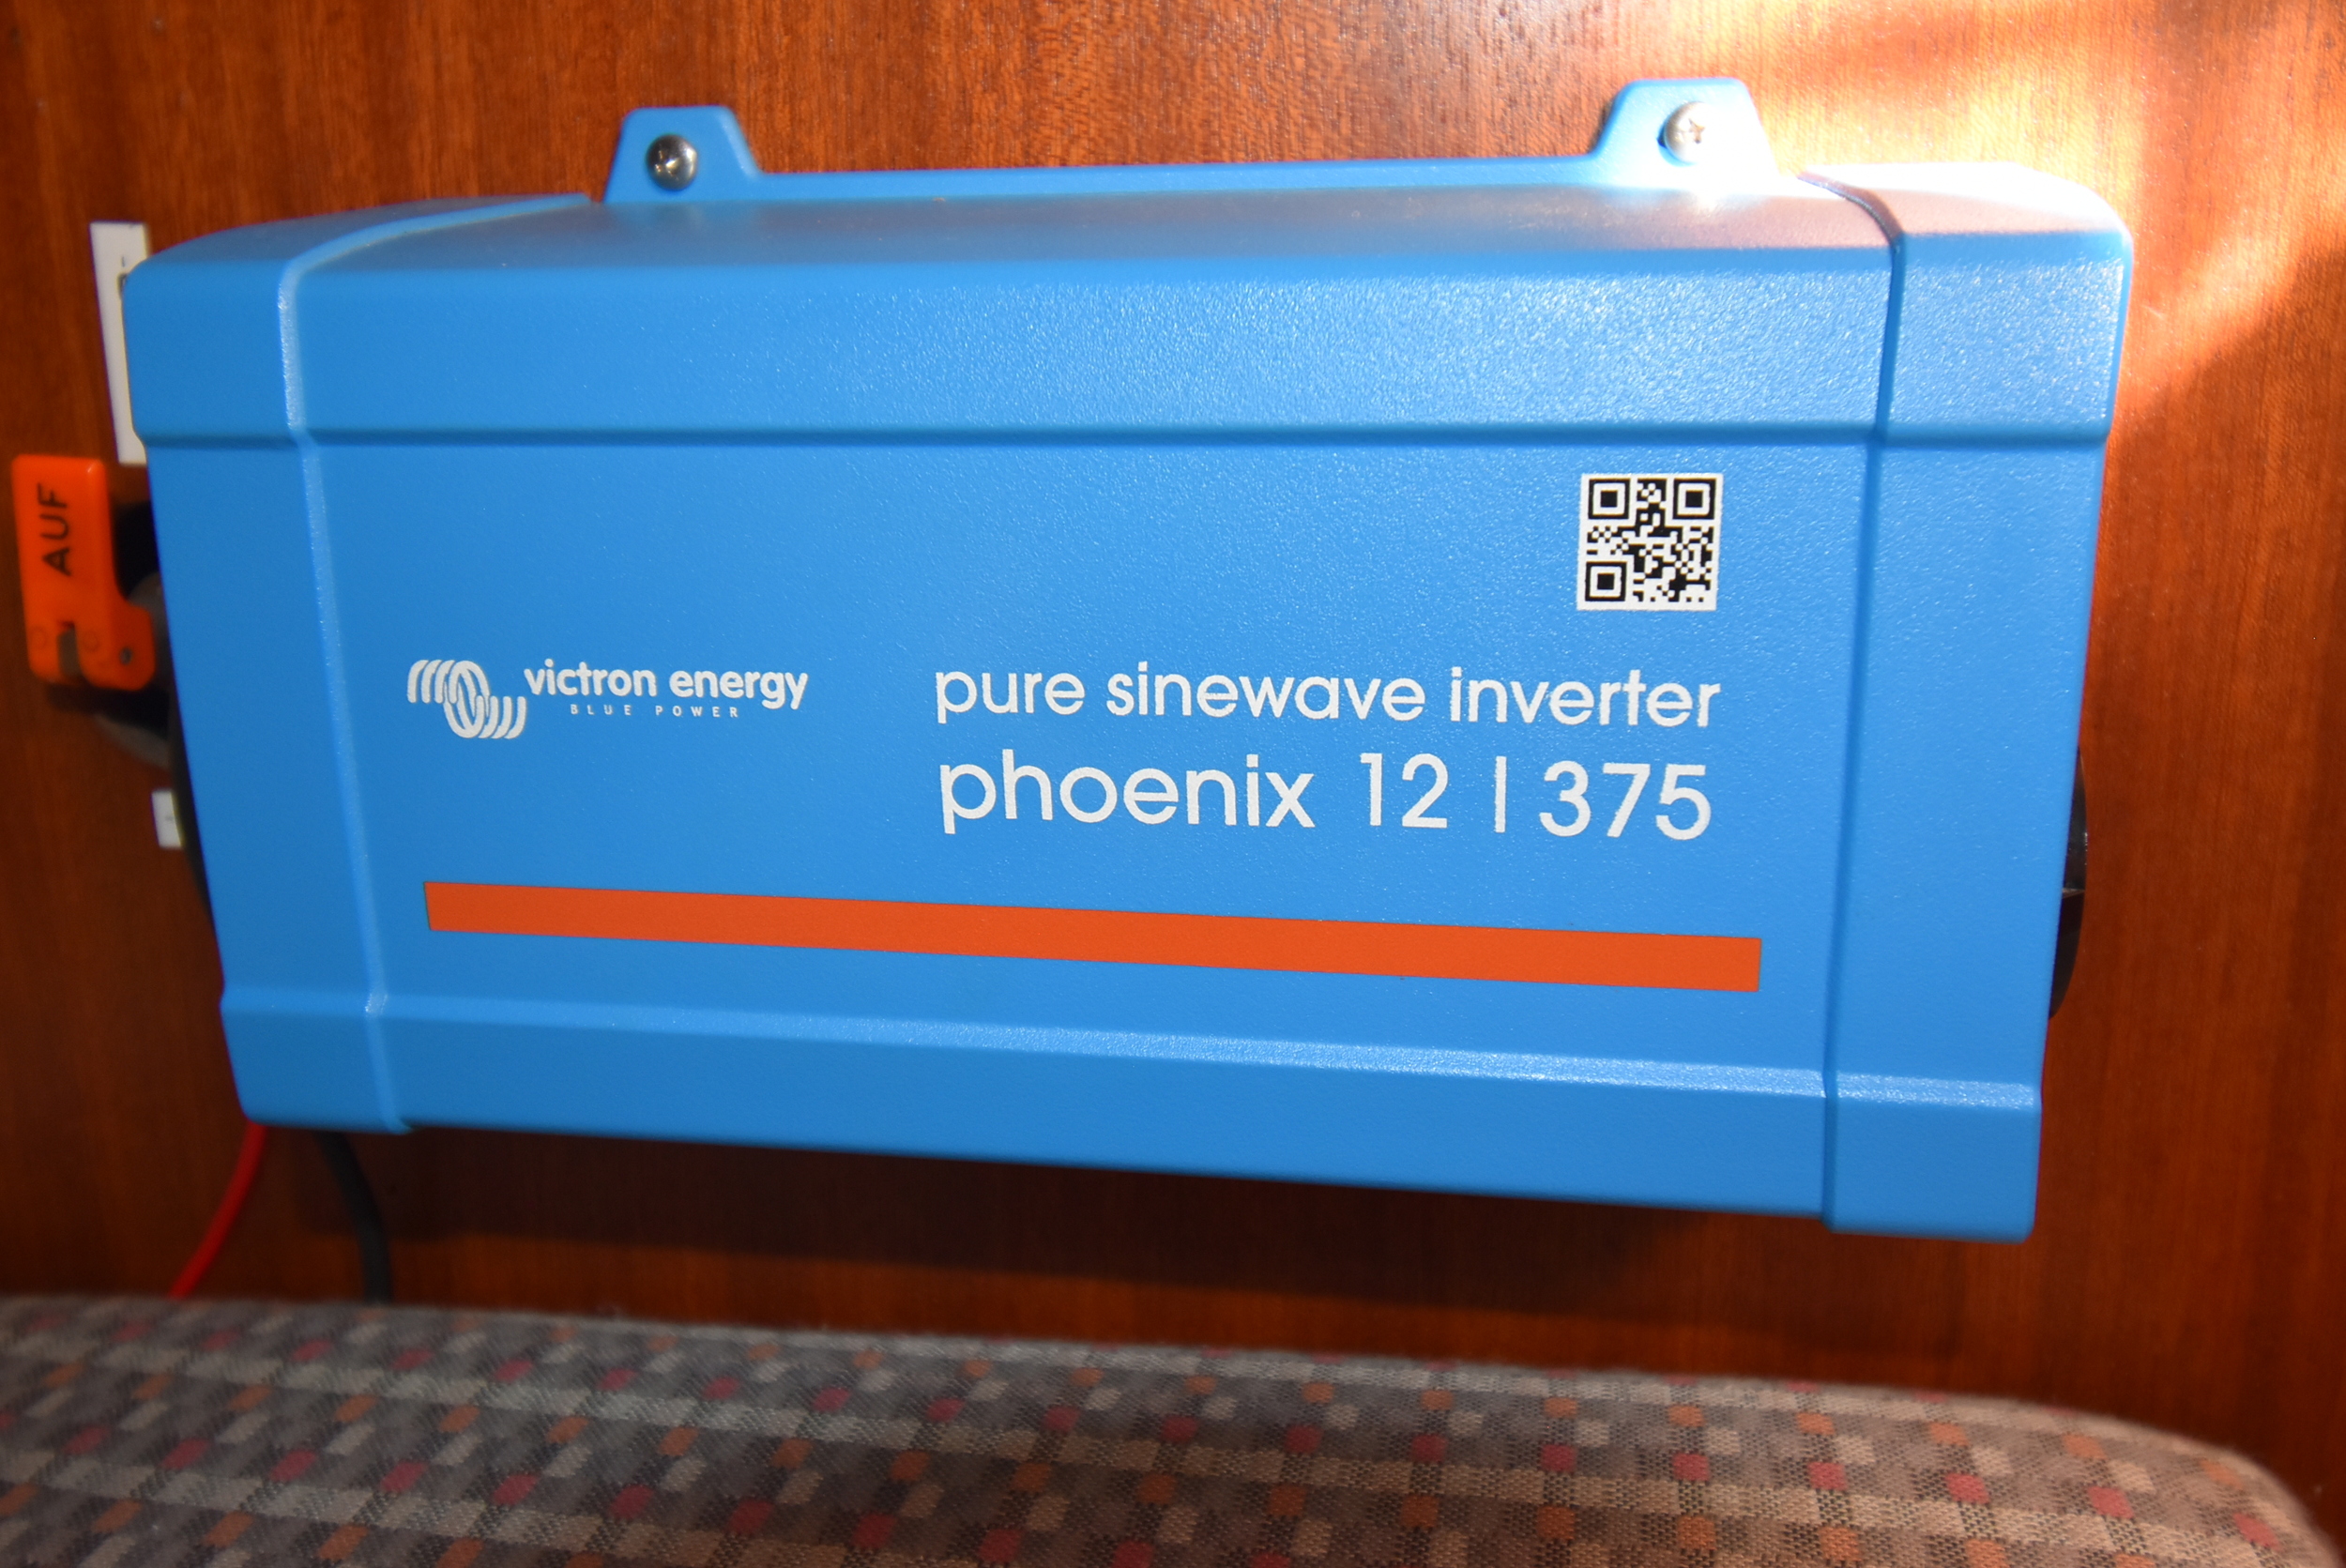 AUF
victron energy
BLUE POWER
pure sinewave inverter
phoenix 12 | 375